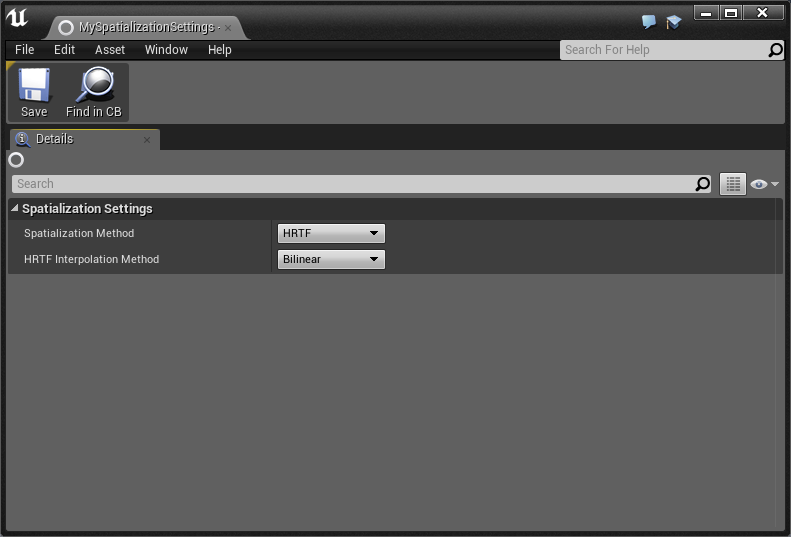 MySpatializationSettings
File Edit Asset Window Help
Search For Help
Save Find in CB
Details
Search
Spatialization Settings
Spatialization Method HRTF
HRTF Interpolation Method Bilinear